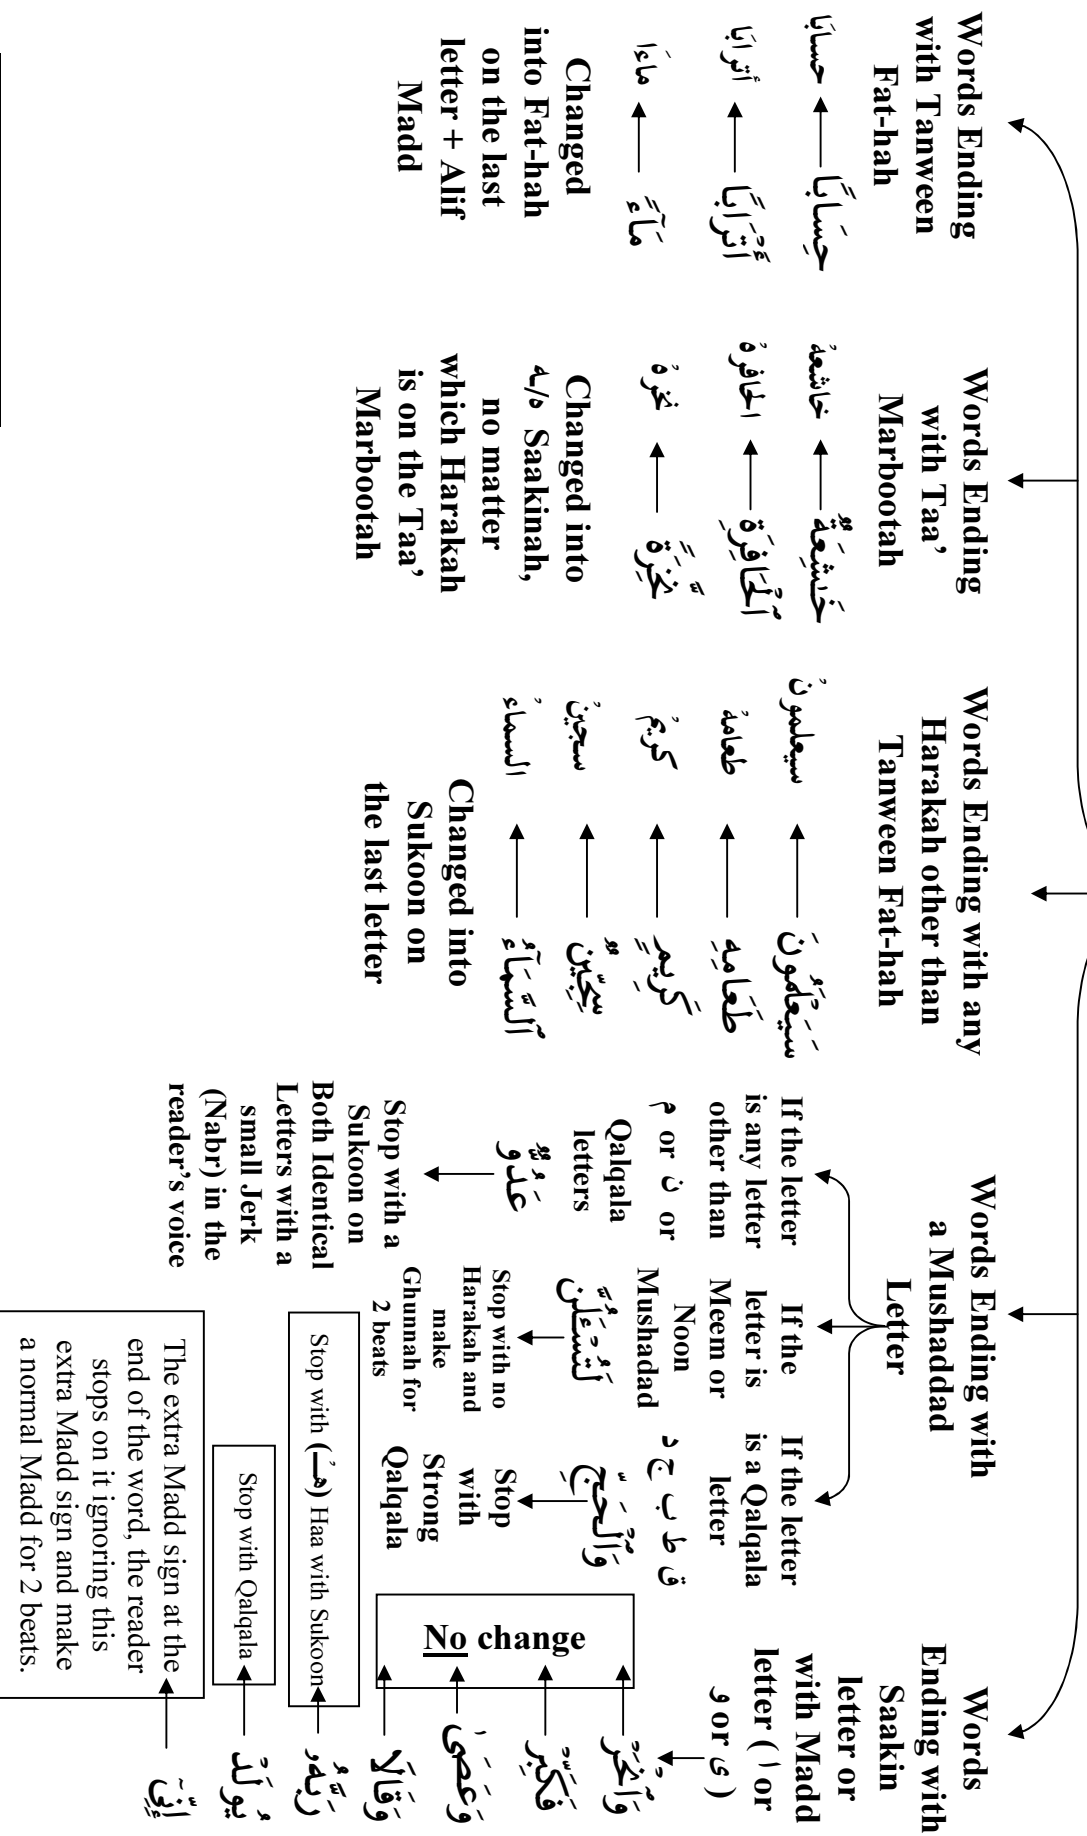 Words Ending
with Tanween
Fat-hah
حِسَابًا
حسابَا
أَتْرَابًا
أترابَا
مَآءً
ماءَا
Changed
into Fat-hah
on the last
letter + Alif
Madd
Words Ending
with Taa’
Marbootah
خَـٰشِعَةٌ
خاشعهْ
ٱلْحَافِرَةِ
الحافرهْ
نَّخِرَةً
نخرهْ
Changed into
ه/ـه Saakinah,
no matter
which Harakah
is on the Taa’
Marbootah
Words Ending with any
Harakah other than
Tanween Fat-hah
سَيَعْلَمُونَ
سيعلمونْ
طَعَامِهِ
طعامهْ
كَرِيمٍ
كريمْ
سِجِّينٌ
سجينْ
ٱلسَّمَآءُ
السماءْ
Changed into
Sukoon on
the last letter
Words Ending with
a Mushaddad
Letter
If the letter
is any letter
other than
م or ن or
Qalqala
letters
عَدُوٌّ
Stop with a
Sukoon on
Both Identical
Letters with a
small Jerk
(Nabr) in the
reader’s voice
If the
letter is
Meem or
Noon
Mushadad
لَتُسْـَٔلُنَّ
Stop with no
Harakah and
make
Ghunnah for
2 beats
If the letter
is a Qalqala
letter
ق ط ب ج د
وَٱلْحَجِّ
Stop
with
Strong
Qalqala
Words
Ending with
Saakin
letter or
with Madd
letter ( ا or
و or ى )
وَٱنْحَرْ
فَكَبِّرْ
وَعَصَىٰ
وَقَالَا
No change
رَبَّهُۥ
Stop with (هـْ) Haa with Sukoon
يُولَدْ
Stop with Qalqala
إِنِّىٓ
The extra Madd sign at the
end of the word, the reader
stops on it ignoring this
extra Madd sign and make
a normal Madd for 2 beats.